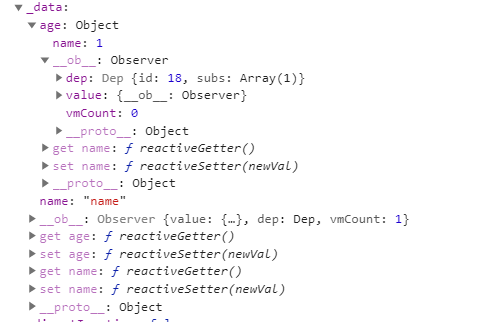 _data:
age: Object
name: 1
__ob__: Observer
dep: Dep {id: 18, subs: Array(1)}
value: {__ob__: Observer}
vmCount: 0
__proto__: Object
get name: ƒ reactiveGetter()
set name: ƒ reactiveSetter(newVal)
__proto__: Object
name: "name"
__ob__: Observer {value: {…}, dep: Dep, vmCount: 1}
get age: ƒ reactiveGetter()
set age: ƒ reactiveSetter(newVal)
get name: ƒ reactiveGetter()
set name: ƒ reactiveSetter(newVal)
__proto__: Object